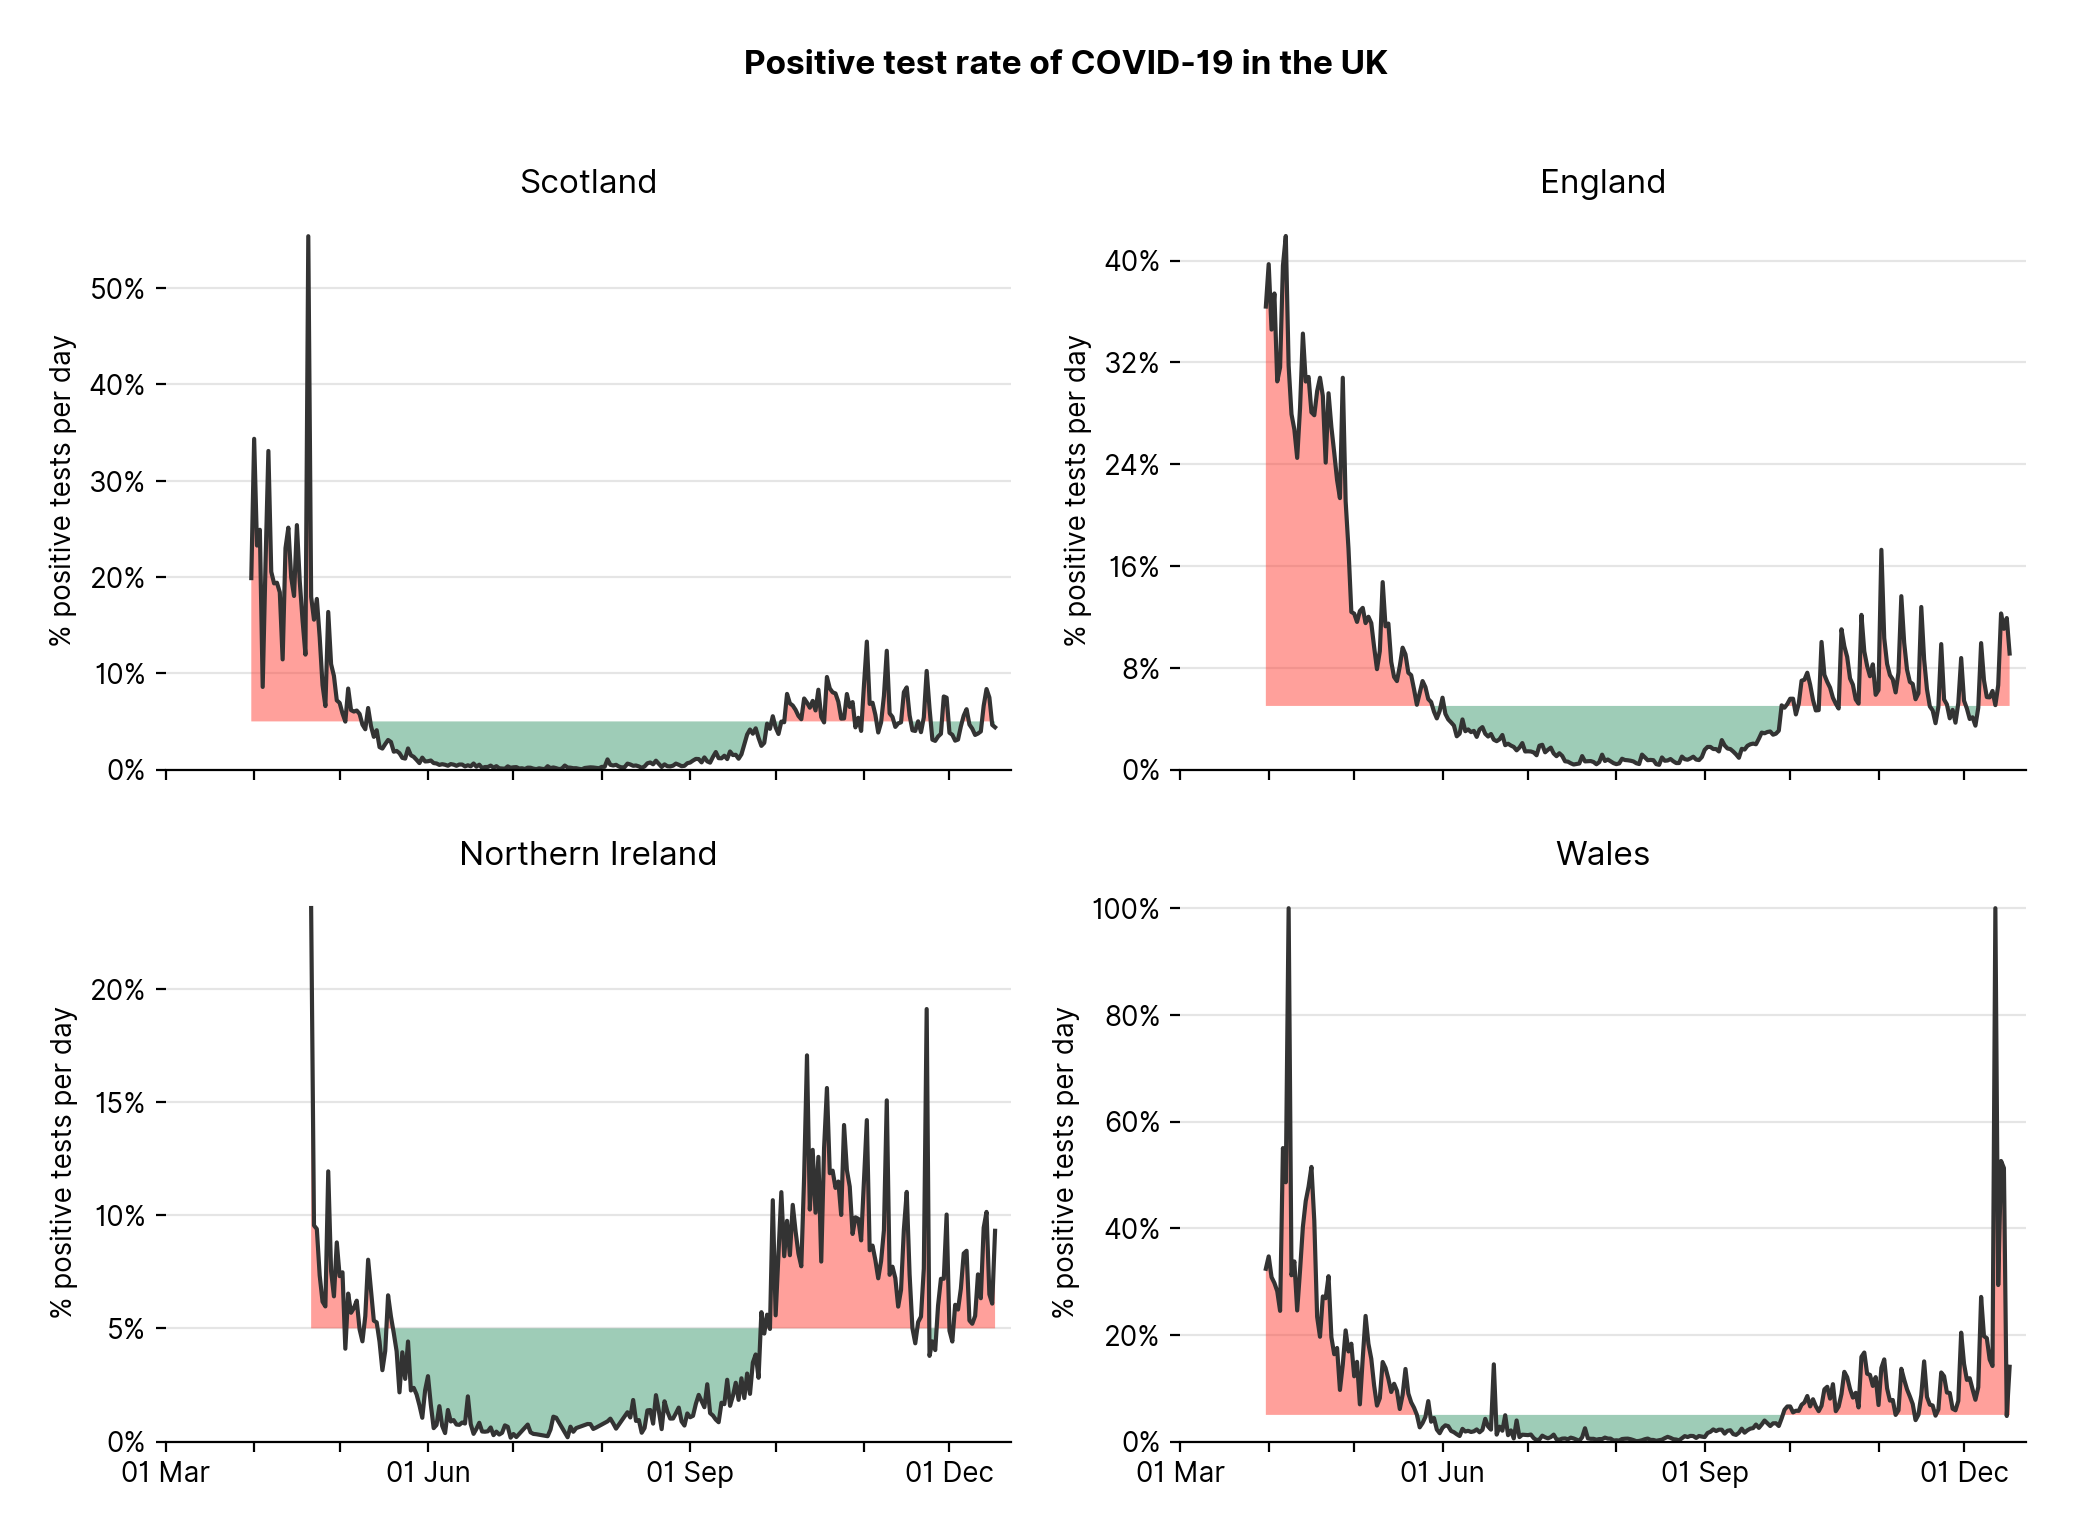 Positive test rate of COVID-19 in the UK
Scotland
% positive tests per day
50%
40%
30%
20%
10%
0%
England
% positive tests per day
40%
32%
24%
16%
8%
0%
Northern Ireland
% positive tests per day
20%
15%
10%
5%
0%
01 Mar
01 Jun
01 Sep
01 Dec
Wales
% positive tests per day
100%
80%
60%
40%
20%
0%
01 Mar
01 Jun
01 Sep
01 Dec